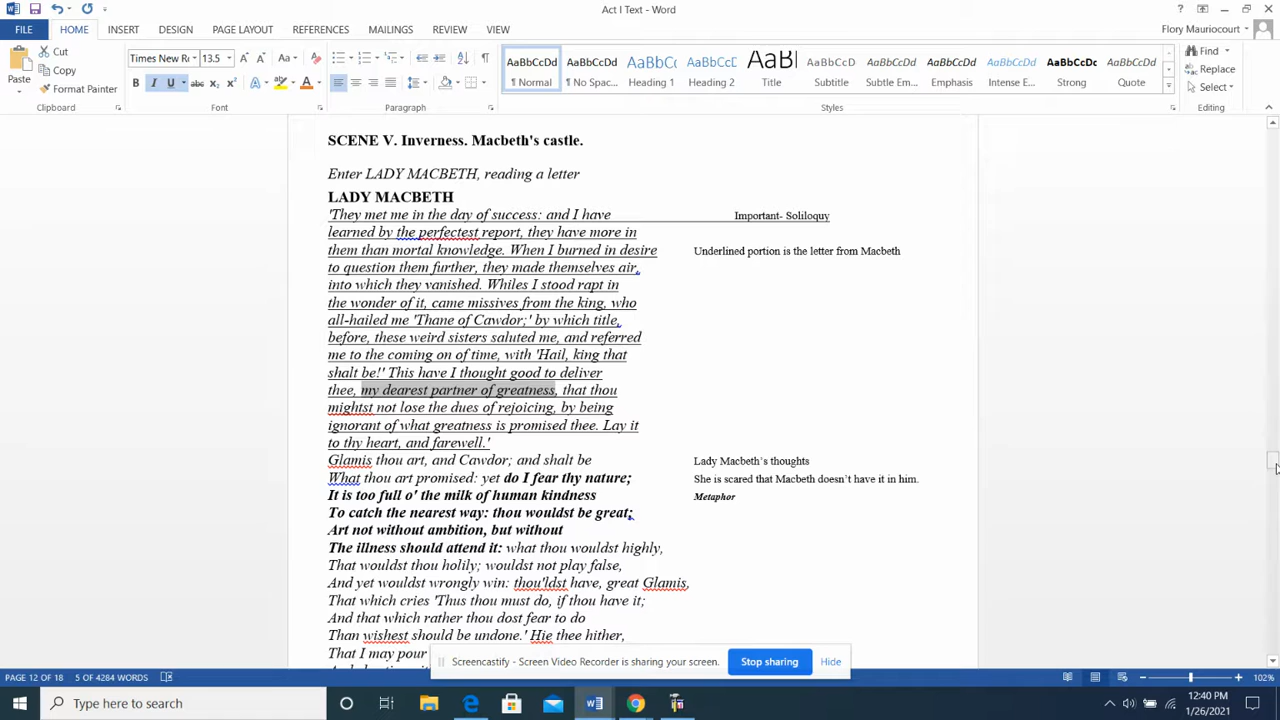 Act I Text - Word
FILE HOME INSERT DESIGN PAGE LAYOUT REFERENCES MAILINGS REVIEW VIEW Flory Mauriocourt
Paste Cut Copy Format Painter
Times New Ro 13.5
B I U abc
AaBbCcDd AaBbCcDd AaBbCc AaBbCcC AaBl AaBbCcD AaBbCcDd AaBbCcDd AaBbCcDd AaBbCcDc AaBbCcDd
¶ Normal ¶ No Spac... Heading 1 Heading 2 Title Subtitle Subtle Em... Emphasis Intense E... Strong Quote
Find Replace Select
Clipboard Font Paragraph Styles Editing
SCENE V. Inverness. Macbeth's castle.
Enter LADY MACBETH, reading a letter
LADY MACBETH
'They met me in the day of success: and I have Important- Soliloquy
learned by the perfectest report, they have more in
them than mortal knowledge. When I burned in desire Underlined portion is the letter from Macbeth
to question them further, they made themselves air,
into which they vanished. Whiles I stood rapt in
the wonder of it, came missives from the king, who
all-hailed me 'Thane of Cawdor;' by which title,
before, these weird sisters saluted me, and referred
me to the coming on of time, with 'Hail, king that
shalt be!' This have I thought good to deliver
thee, my dearest partner of greatness, that thou
mightst not lose the dues of rejoicing, by being
ignorant of what greatness is promised thee. Lay it
to thy heart, and farewell.'
Glamis thou art, and Cawdor; and shalt be Lady Macbeth's thoughts
What thou art promised: yet do I fear thy nature; She is scared that Macbeth doesn't have it in him.
It is too full o' the milk of human kindness Metaphor
To catch the nearest way: thou wouldst be great;
Art not without ambition, but without
The illness should attend it: what thou wouldst highly,
That wouldst thou holily; wouldst not play false,
And yet wouldst wrongly win: thou'ldst have, great Glamis,
That which cries 'Thus thou must do, if thou have it;
And that which rather thou dost fear to do
Than wishest should be undone.' Hie thee hither,
That I may pour
Screencastify - Screen Video Recorder is sharing your screen. Stop sharing Hide
PAGE 12 OF 18 5 OF 4284 WORDS 102%
Type here to search
12:40 PM
1/26/2021